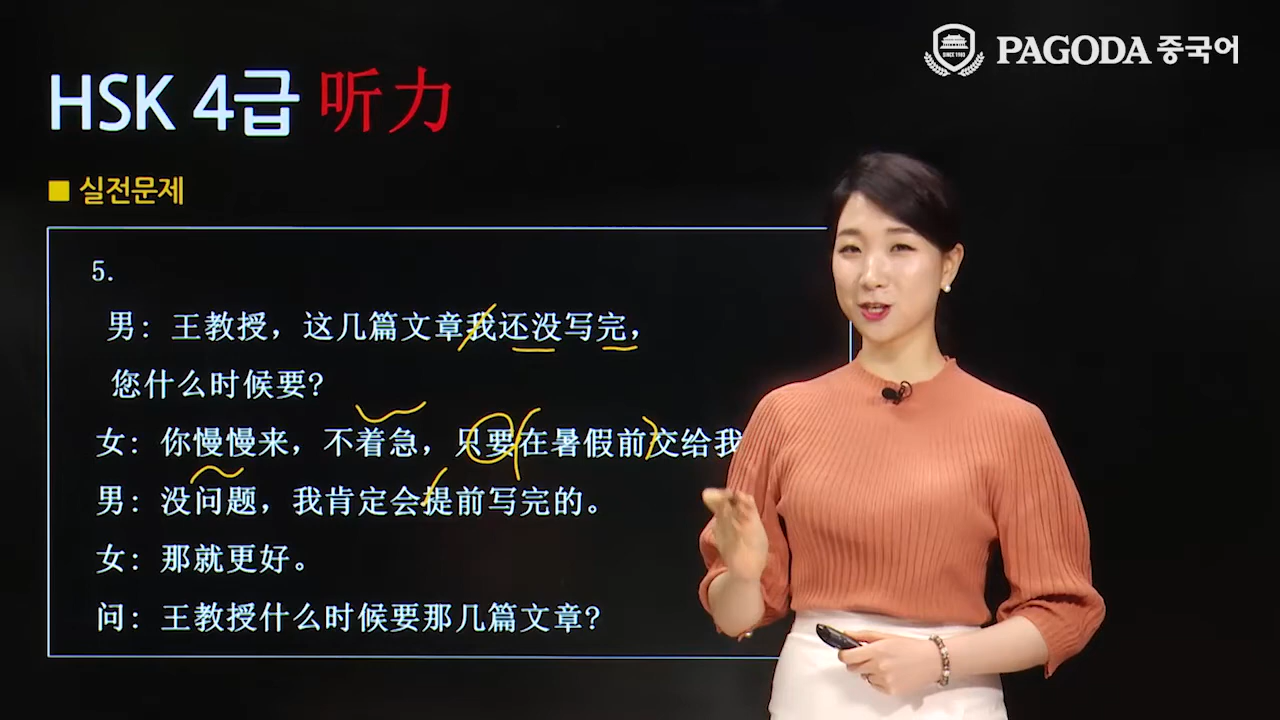 PAGODA 중국어
SINCE 1983
HSK 4급 听力
■ 실전문제
5.
男：王教授，这几篇文章我还没写完，
您什么时候要?
女：你慢慢来，不着急，只要在暑假前交给我
男：没问题，我肯定会提前写完的。
女：那就更好。
问：王教授什么时候要那几篇文章?